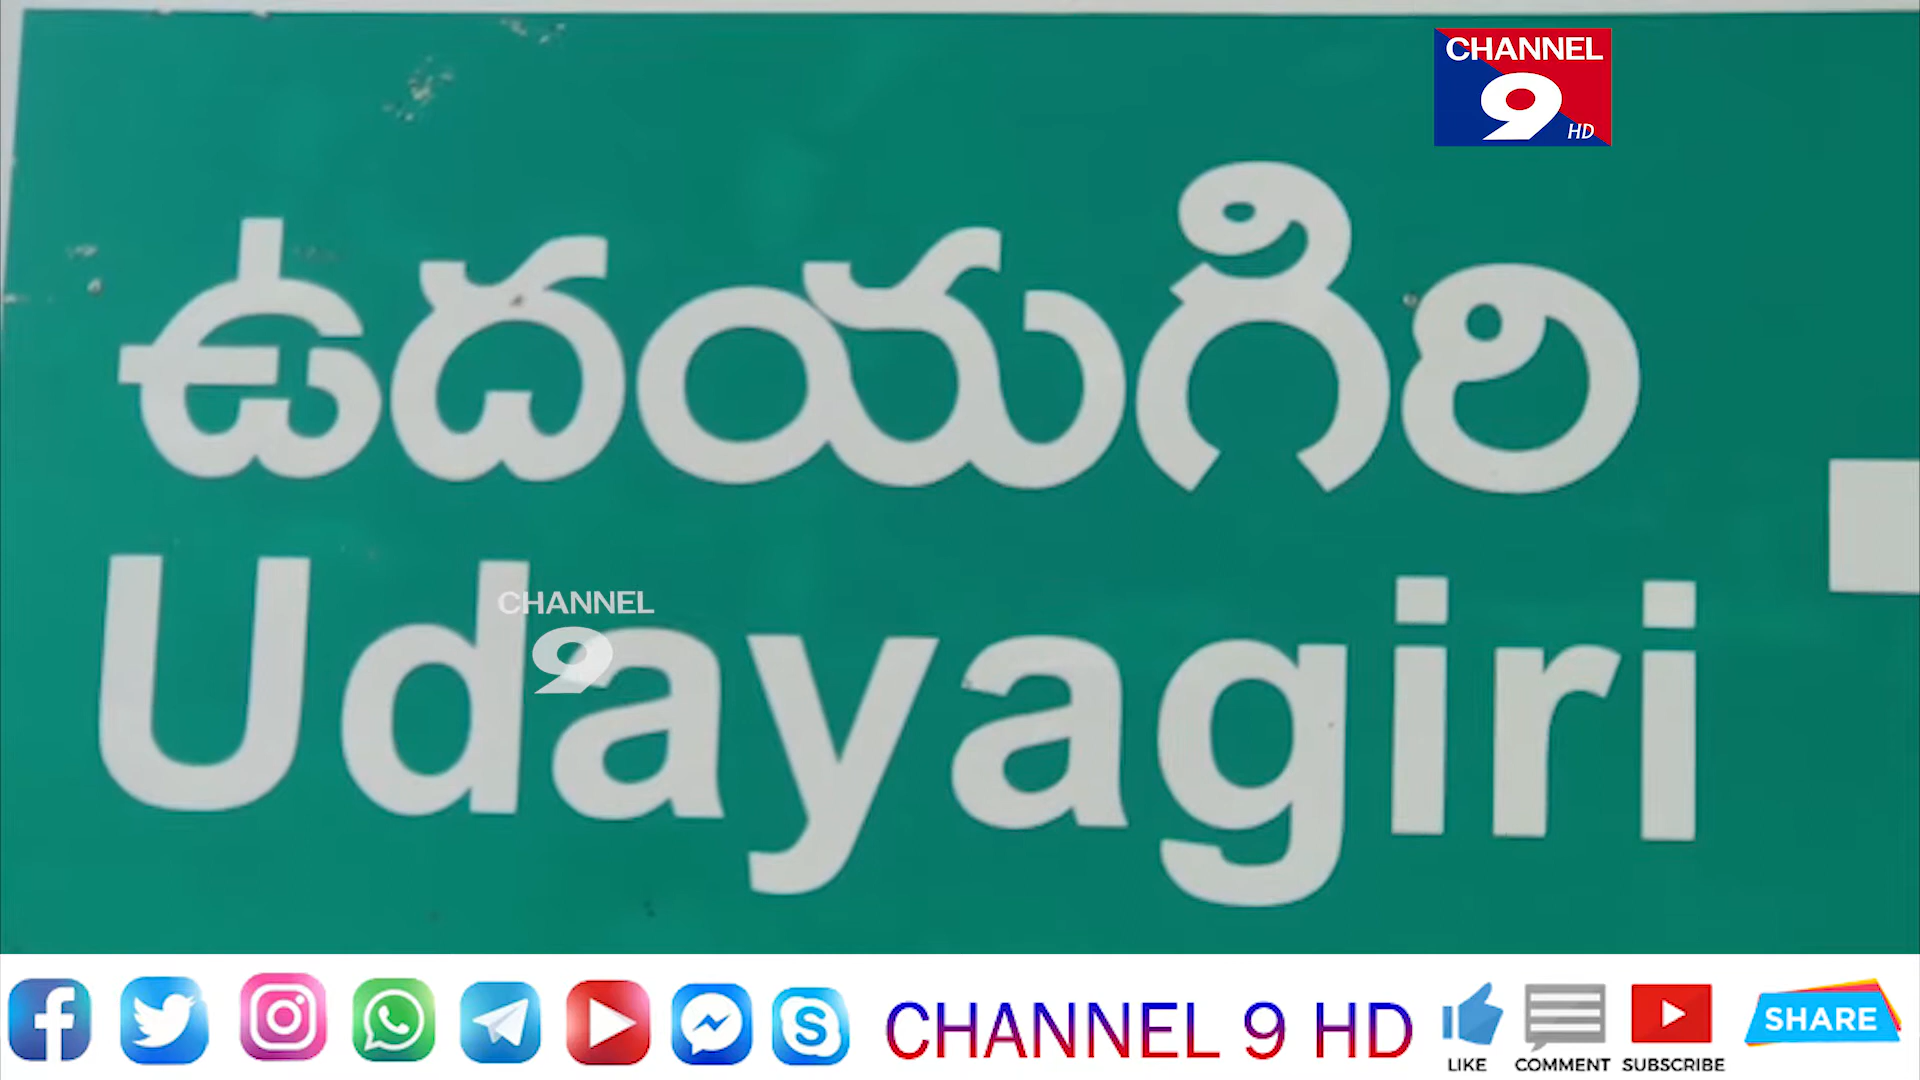 CHANNEL
9
HD
ఉదయగిరి
Udayagiri
CHANNEL
9
CHANNEL 9 HD
LIKE
COMMENT
SUBSCRIBE
SHARE